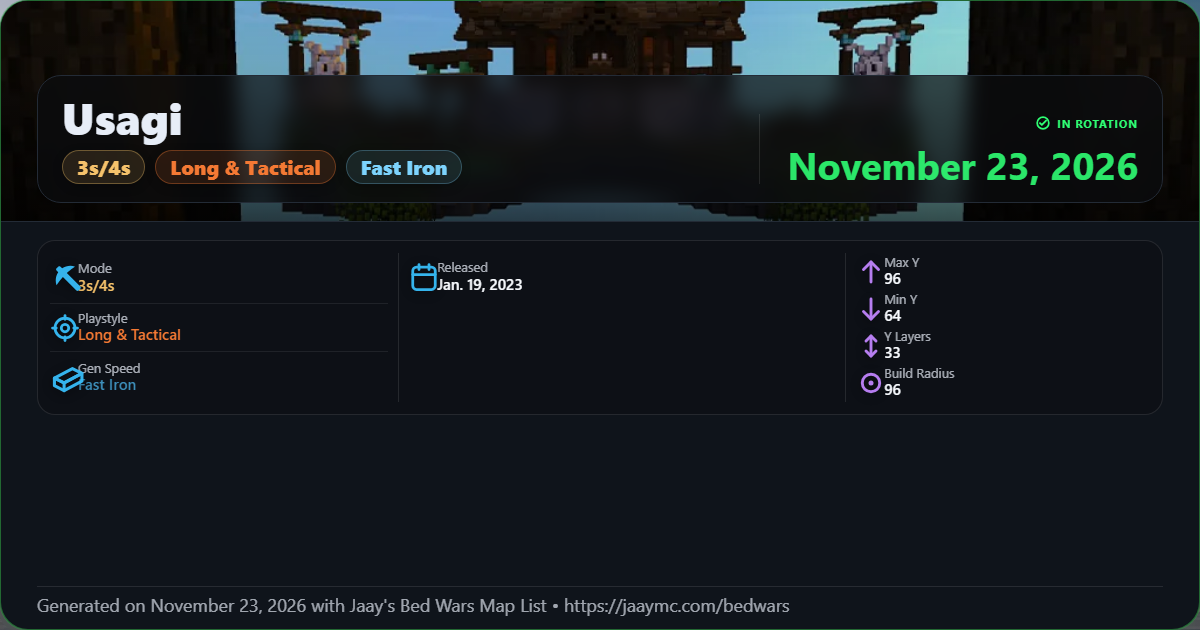 Usagi
3s/4s
Long & Tactical
Fast Iron
IN ROTATION
November 23, 2026
Mode
3s/4s
Playstyle
Long & Tactical
Gen Speed
Fast Iron
Released
Jan. 19, 2023
Max Y
96
Min Y
64
Y Layers
33
Build Radius
96
Generated on November 23, 2026 with Jaay's Bed Wars Map List • https://jaaymc.com/bedwars